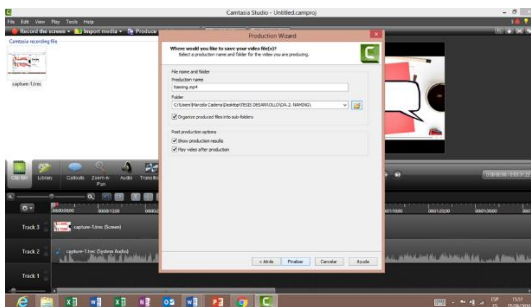 Camtasia Studio - Untitled.camproj
File Edit View Play Tools Help
Record the screen Import media Produce
Camtasia recording file
capture-1.trec
Production Wizard
Where would you like to save your video file(s)?
Select a production name and folder for the video you are producing.
File name and folder
Production name
Naming.mp4
Folder
Organize produced files into sub-folders
Post production options
Show production results
Play video after production
< Atrás Finalizar Cancelar Ayuda
Clip Bin Library Callouts Zoom-n-Pan Audio
Track 3 capture-1.trec (Screen)
Track 2 capture-1.trec (System Audio)
Track 1
ESP